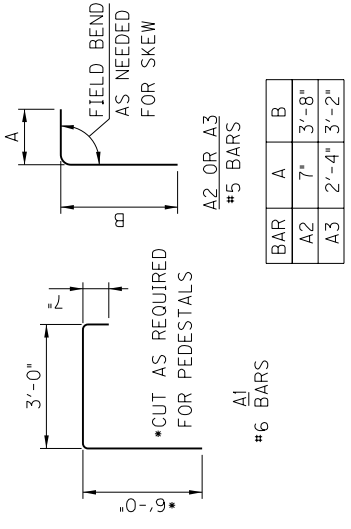 3'-0"
7"
*6'-0"
*CUT AS REQUIRED
FOR PEDESTALS
A1
#6 BARS
A
B
FIELD BEND
AS NEEDED
FOR SKEW
A2 OR A3
#5 BARS
BAR A B
A2 7" 3'-8"
A3 2'-4" 3'-2"